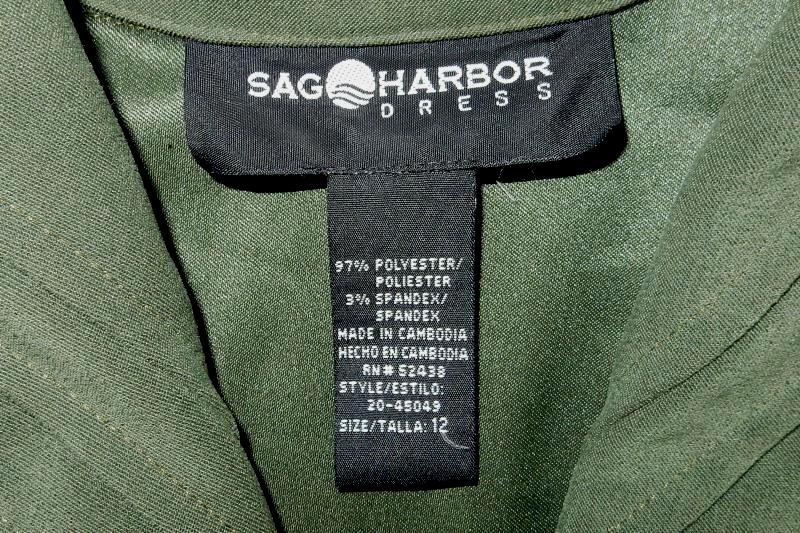 SAG HARBOR
DRESS
97% POLYESTER/
POLIESTER
3% SPANDEX/
SPANDEX
MADE IN CAMBODIA
HECHO EN CAMBODIA
RN# 52438
STYLE/ESTILO:
20-45049
SIZE/TALLA: 12